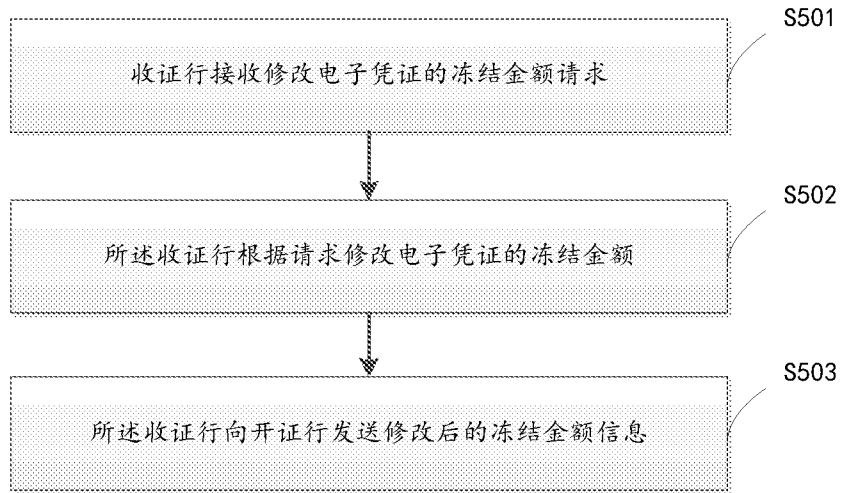 S501
收证行接收修改电子凭证的冻结金额请求
S502
所述收证行根据请求修改电子凭证的冻结金额
S503
所述收证行向开证行发送修改后的冻结金额信息